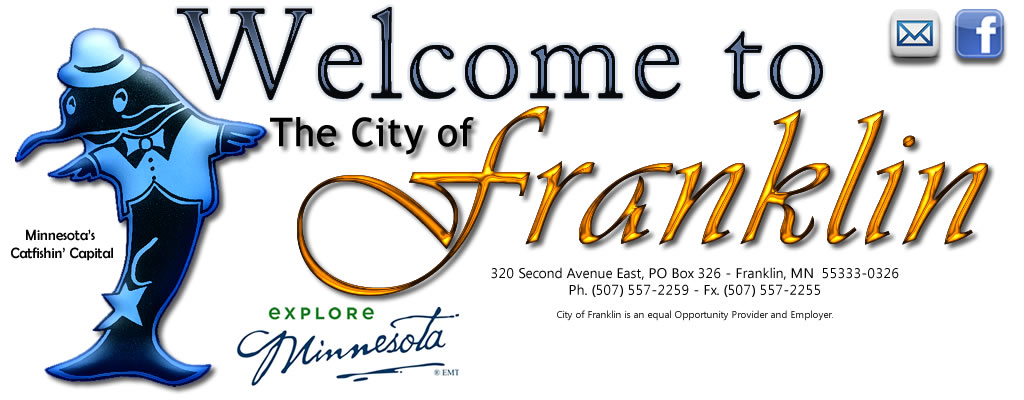 Welcome to
The City of
Franklin
Minnesota's
Catfishin' Capital
320 Second Avenue East, PO Box 326 - Franklin, MN  55333-0326
Ph. (507) 557-2259 - Fx. (507) 557-2255
City of Franklin is an equal Opportunity Provider and Employer.
explore
Minnesota
® EMT
f